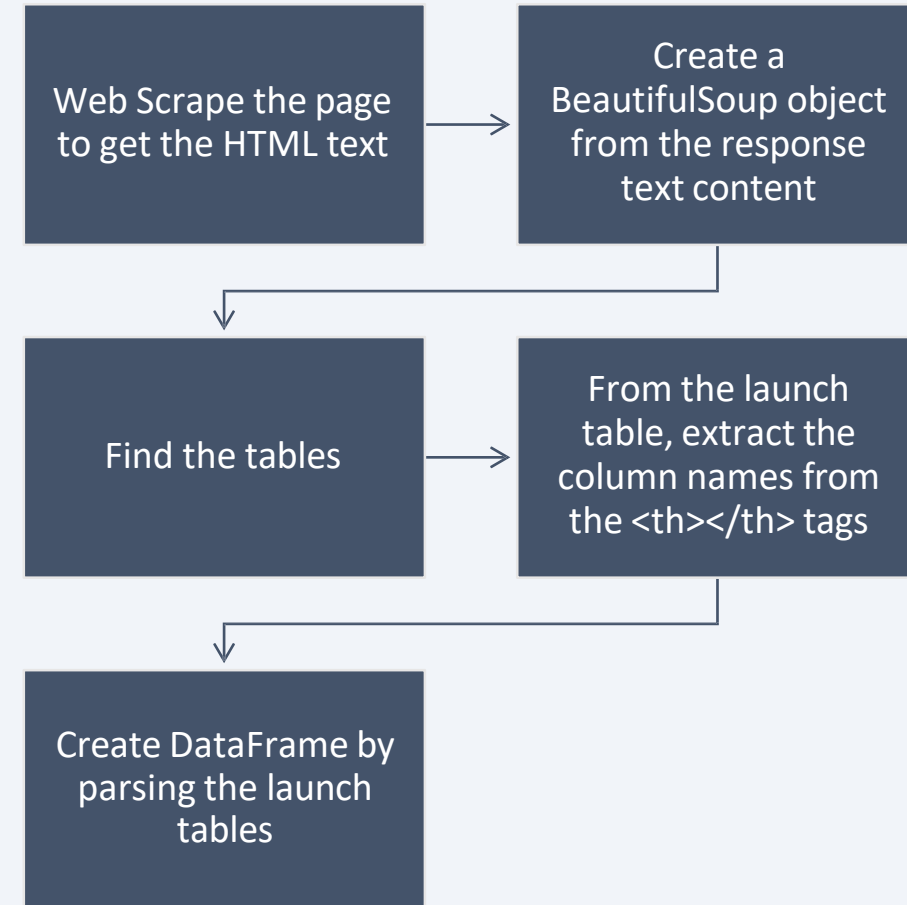 Web Scrape the page
to get the HTML text
Create a
BeautifulSoup object
from the response
text content
Find the tables
From the launch
table, extract the
column names from
the <th></th> tags
Create DataFrame by
parsing the launch
tables